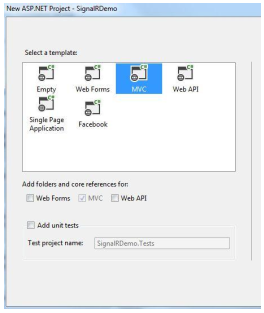 New ASP.NET Project - SignalRDemo
Select a template:
Empty
Web Forms
MVC
Web API
Single Page
Application
Facebook
Add folders and core references for:
Web Forms MVC Web API
Add unit tests
Test project name: SignalRDemo.Tests